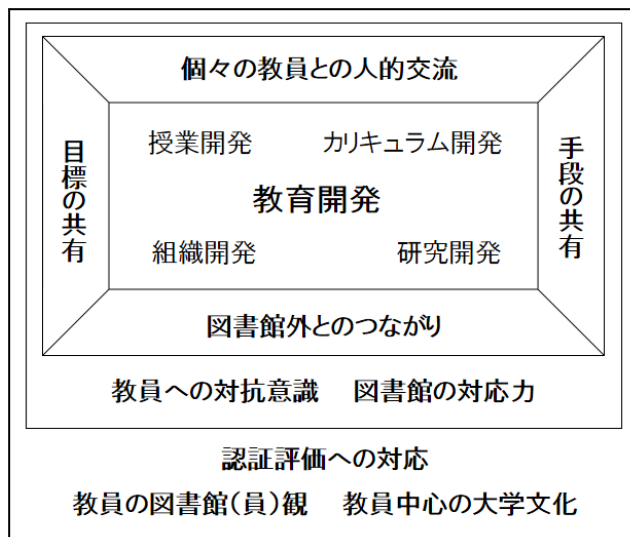 個々の教員との人的交流
目標の共有
授業開発 カリキュラム開発
教育開発
組織開発 研究開発
手段の共有
図書館外とのつながり
教員への対抗意識 図書館の対応力
認証評価への対応
教員の図書館(員)観 教員中心の大学文化